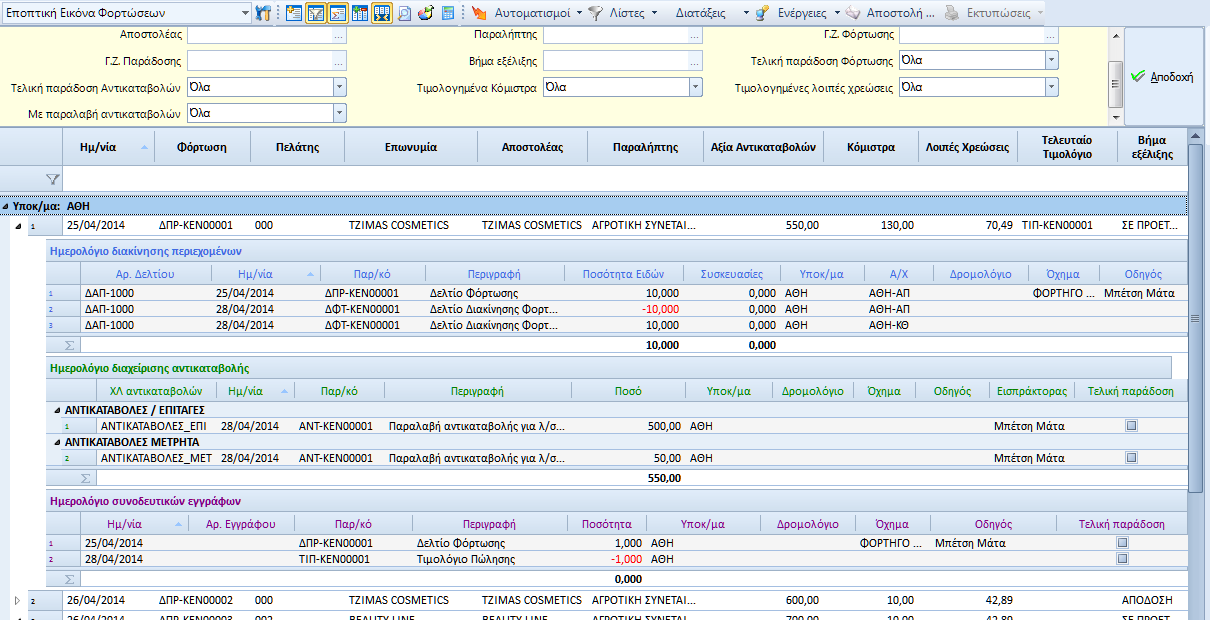 Εποπτική Εικόνα Φορτώσεων Αυτοματισμοί Λίστες Διατάξεις Ενέργειες Αποστολή ... Εκτυπώσεις
Αποστολέας ... Παραλήπτης ... Γ.Ζ. Φόρτωσης ...
Γ.Ζ. Παράδοσης ... Βήμα εξέλιξης ... Τελική παράδοση Φόρτωσης Όλα
Τελική παράδοση Αντικαταβολών Όλα Τιμολογημένα Κόμιστρα Όλα Τιμολογημένες λοιπές χρεώσεις Όλα
Με παραλαβή αντικαταβολών Όλα
Αποδοχή
Ημ/νία Φόρτωση Πελάτης Επωνυμία Αποστολέας Παραλήπτης Αξία Αντικαταβολών Κόμιστρα Λοιπές Χρεώσεις Τελευταίο Τιμολόγιο Βήμα εξέλιξης
Υποκ/μα: ΑΘΗ
1 25/04/2014 ΔΠΡ-ΚΕΝ00001 000 TZIMAS COSMETICS TZIMAS COSMETICS ΑΓΡΟΤΙΚΗ ΣΥΝΕΤΑΙ... 550,00 130,00 70,49 ΤΙΠ-ΚΕΝ00001 ΣΕ ΠΡΟΕΤ...
Ημερολόγιο διακίνησης περιεχομένων
Αρ. Δελτίου Ημ/νία Παρ/κό Περιγραφή Ποσότητα Ειδών Συσκευασίες Υποκ/μα Α/Χ Δρομολόγιο Όχημα Οδηγός
1 ΔΑΠ-1000 25/04/2014 ΔΠΡ-ΚΕΝ00001 Δελτίο Φόρτωσης 10,000 0,000 ΑΘΗ ΑΘΗ-ΑΠ ΦΟΡΤΗΓΟ ... Μπέτση Μάτα
2 ΔΑΠ-1000 28/04/2014 ΔΦΤ-ΚΕΝ00001 Δελτίο Διακίνησης Φορτ... -10,000 0,000 ΑΘΗ ΑΘΗ-ΑΠ
3 ΔΑΠ-1000 28/04/2014 ΔΦΤ-ΚΕΝ00001 Δελτίο Διακίνησης Φορτ... 10,000 0,000 ΑΘΗ ΑΘΗ-ΚΘ
Σ 10,000 0,000
Ημερολόγιο διαχείρισης αντικαταβολής
ΧΛ αντικαταβολών Ημ/νία Παρ/κό Περιγραφή Ποσό Υποκ/μα Δρομολόγιο Όχημα Οδηγός Εισπράκτορας Τελική παράδοση
ΑΝΤΙΚΑΤΑΒΟΛΕΣ / ΕΠΙΤΑΓΕΣ
1 ΑΝΤΙΚΑΤΑΒΟΛΕΣ_ΕΠΙ 28/04/2014 ΑΝΤ-ΚΕΝ00001 Παραλαβή αντικαταβολής για λ/σ... 500,00 ΑΘΗ Μπέτση Μάτα
ΑΝΤΙΚΑΤΑΒΟΛΕΣ ΜΕΤΡΗΤΑ
2 ΑΝΤΙΚΑΤΑΒΟΛΕΣ_ΜΕΤ 28/04/2014 ΑΝΤ-ΚΕΝ00001 Παραλαβή αντικαταβολής για λ/σ... 50,00 ΑΘΗ Μπέτση Μάτα
Σ 550,00
Ημερολόγιο συνοδευτικών εγγράφων
Ημ/νία Αρ. Εγγράφου Παρ/κό Περιγραφή Ποσότητα Υποκ/μα Δρομολόγιο Όχημα Οδηγός Τελική παράδοση
1 25/04/2014 ΔΠΡ-ΚΕΝ00001 Δελτίο Φόρτωσης 1,000 ΑΘΗ ΦΟΡΤΗΓΟ ... Μπέτση Μάτα
2 28/04/2014 ΤΙΠ-ΚΕΝ00001 Τιμολόγιο Πώλησης -1,000 ΑΘΗ
Σ 0,000
2 26/04/2014 ΔΠΡ-ΚΕΝ00002 000 TZIMAS COSMETICS TZIMAS COSMETICS ΑΓΡΟΤΙΚΗ ΣΥΝΕΤΑΙ... 600,00 10,00 42,89 ΑΠΟΔΟΣΗ
26/04/2014 ΔΠΡ-ΚΕΝ00003 002 BEAUTY LINE BEAUTY LINE ΑΓΡΟΤΙΚΗ ΣΥΝΕΤΑΙ... 700,00 10,00 42,89 ΣΕ ΠΡΟΕΤ...